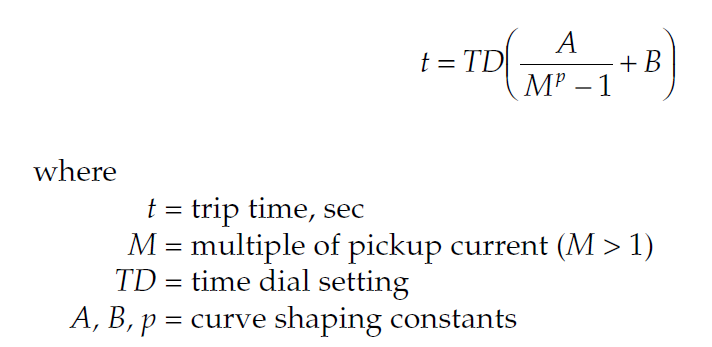 t = TD(A/(M^p − 1) + B)
where
t = trip time, sec
M = multiple of pickup current (M > 1)
TD = time dial setting
A, B, p = curve shaping constants